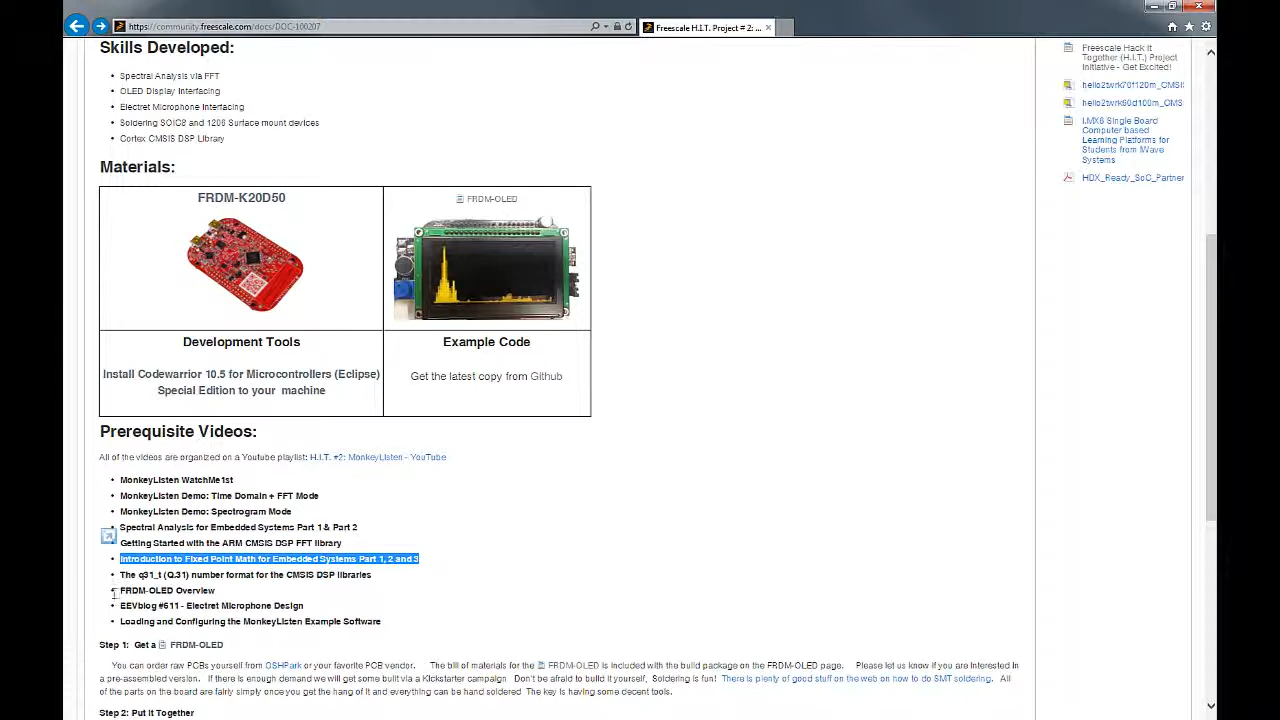 https://community.freescale.com/docs/DOC-100207
Freescale H.I.T. Project # 2: ...
Skills Developed:
• Spectral Analysis via FFT
• OLED Display Interfacing
• Electret Microphone Interfacing
• Soldering SOIC8 and 1206 Surface mount devices
• Cortex CMSIS DSP Library
Materials:
FRDM-K20D50
FRDM-OLED
Development Tools
Install Codewarrior 10.5 for Microcontrollers (Eclipse)
Special Edition to your machine
Example Code
Get the latest copy from Github
Prerequisite Videos:
All of the videos are organized on a Youtube playlist: H.I.T. #2: MonkeyListen - YouTube
• MonkeyListen WatchMe1st
• MonkeyListen Demo: Time Domain + FFT Mode
• MonkeyListen Demo: Spectrogram Mode
• Spectral Analysis for Embedded Systems Part 1 & Part 2
• Getting Started with the ARM CMSIS DSP FFT library
• Introduction to Fixed Point Math for Embedded Systems Part 1, 2 and 3
• The q31_t (Q.31) number format for the CMSIS DSP libraries
• FRDM-OLED Overview
• EEVblog #611 - Electret Microphone Design
• Loading and Configuring the MonkeyListen Example Software
Step 1: Get a FRDM-OLED
You can order raw PCBs yourself from OSHPark or your favorite PCB vendor. The bill of materials for the FRDM-OLED is included with the build package on the FRDM-OLED page. Please let us know if you are interested in
a pre-assembled version. If there is enough demand we will get some built via a Kickstarter campaign Don't be afraid to build it yourself, Soldering is fun! There is plenty of good stuff on the web on how to do SMT soldering. All
of the parts on the board are fairly simply once you get the hang of it and everything can be hand soldered The key is having some decent tools.
Step 2: Put It Together
Freescale Hack It
Together (H.I.T.) Project
Initiative - Get Excited!
hello2twrk70f120m_CMSI
hello2twrk60d100m_CMS
i.MX6 Single Board
Computer based
Learning Platforms for
Students from iWave
Systems
HDX_Ready_SoC_Partner